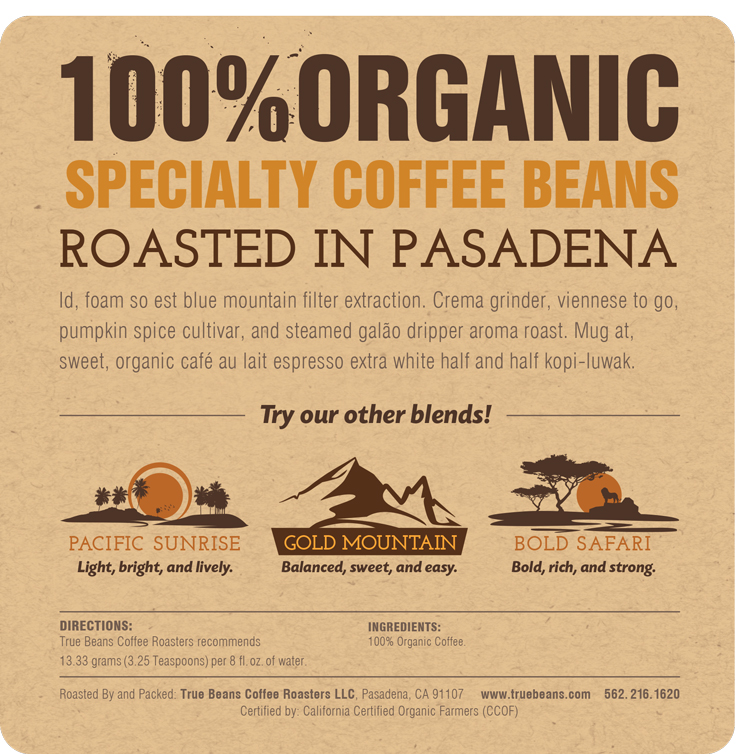 100% ORGANIC
SPECIALTY COFFEE BEANS
ROASTED IN PASADENA
Id, foam so est blue mountain filter extraction. Crema grinder, viennese to go,
pumpkin spice cultivar, and steamed galão dripper aroma roast. Mug at,
sweet, organic café au lait espresso extra white half and half kopi-luwak.
Try our other blends!
PACIFIC SUNRISE
Light, bright, and lively.
GOLD MOUNTAIN
Balanced, sweet, and easy.
BOLD SAFARI
Bold, rich, and strong.
DIRECTIONS:
True Beans Coffee Roasters recommends
13.33 grams (3.25 Teaspoons) per 8 fl. oz. of water.
INGREDIENTS:
100% Organic Coffee.
Roasted By and Packed: True Beans Coffee Roasters LLC, Pasadena, CA 91107 www.truebeans.com 562.216.1620
Certified by: California Certified Organic Farmers (CCOF)